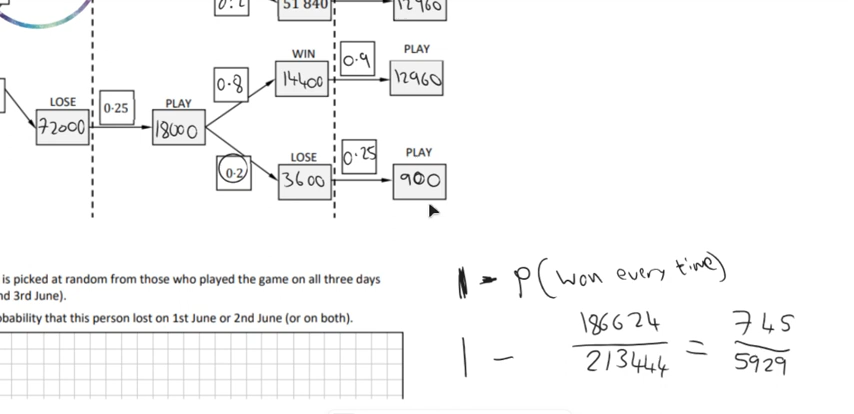 0.2
51 840
12960
WIN
0.9
PLAY
0.8
14400
12960
LOSE
0.25
PLAY
72000
18000
LOSE
0.25
PLAY
0.2
3600
900
is picked at random from those who played the game on all three days
nd 3rd June).
obability that this person lost on 1st June or 2nd June (or on both).
1 - P(won every time)
1 - 186624/213444 = 745/5929